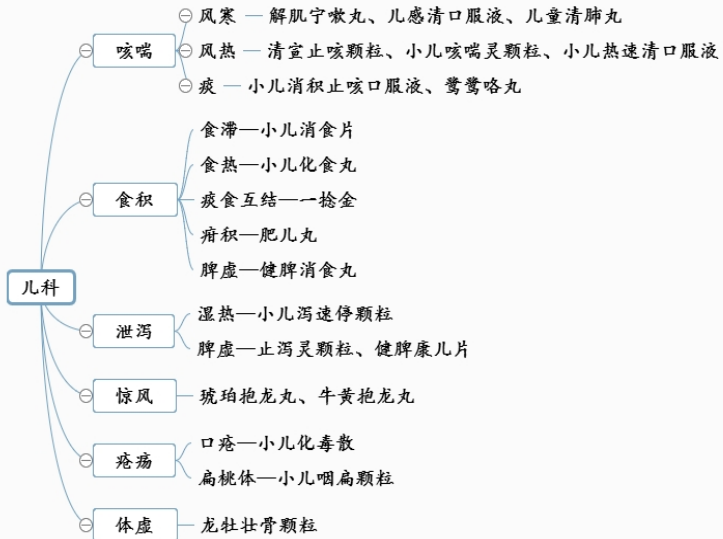 儿科
咳喘
风寒 — 解肌宁嗽丸、儿感清口服液、儿童清肺丸
风热 — 清宣止咳颗粒、小儿咳喘灵颗粒、小儿热速清口服液
痰 — 小儿消积止咳口服液、鹭鹭咯丸
食积
食滞—小儿消食片
食热—小儿化食丸
痰食互结—一捻金
疳积—肥儿丸
脾虚—健脾消食丸
泄泻
湿热—小儿泻速停颗粒
脾虚—止泻灵颗粒、健脾康儿片
惊风
琥珀抱龙丸、牛黄抱龙丸
疮疡
口疮—小儿化毒散
扁桃体—小儿咽扁颗粒
体虚
龙牡壮骨颗粒